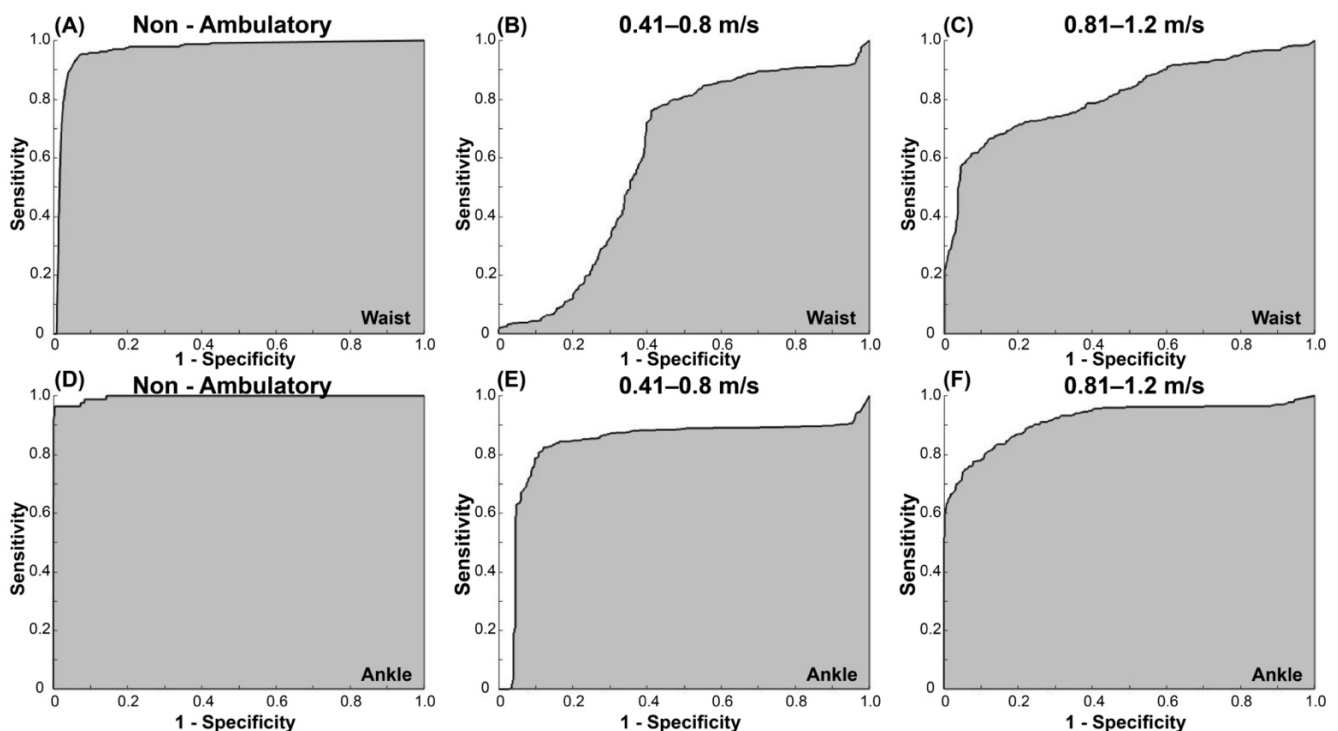 (A) Non - Ambulatory
1.0
0.8
0.6
0.4
0.2
0
Sensitivity
Waist
0 0.2 0.4 0.6 0.8 1.0
1 - Specificity
(B) 0.41–0.8 m/s
1.0
0.8
0.6
0.4
0.2
0
Sensitivity
Waist
0 0.2 0.4 0.6 0.8 1.0
1 - Specificity
(C) 0.81–1.2 m/s
1.0
0.8
0.6
0.4
0.2
0
Sensitivity
Waist
0 0.2 0.4 0.6 0.8 1.0
1 - Specificity
(D) Non - Ambulatory
1.0
0.8
0.6
0.4
0.2
0
Sensitivity
Ankle
0 0.2 0.4 0.6 0.8 1.0
1 - Specificity
(E) 0.41–0.8 m/s
1.0
0.8
0.6
0.4
0.2
0
Sensitivity
Ankle
0 0.2 0.4 0.6 0.8 1.0
1 - Specificity
(F) 0.81–1.2 m/s
1.0
0.8
0.6
0.4
0.2
0
Sensitivity
Ankle
0 0.2 0.4 0.6 0.8 1.0
1 - Specificity